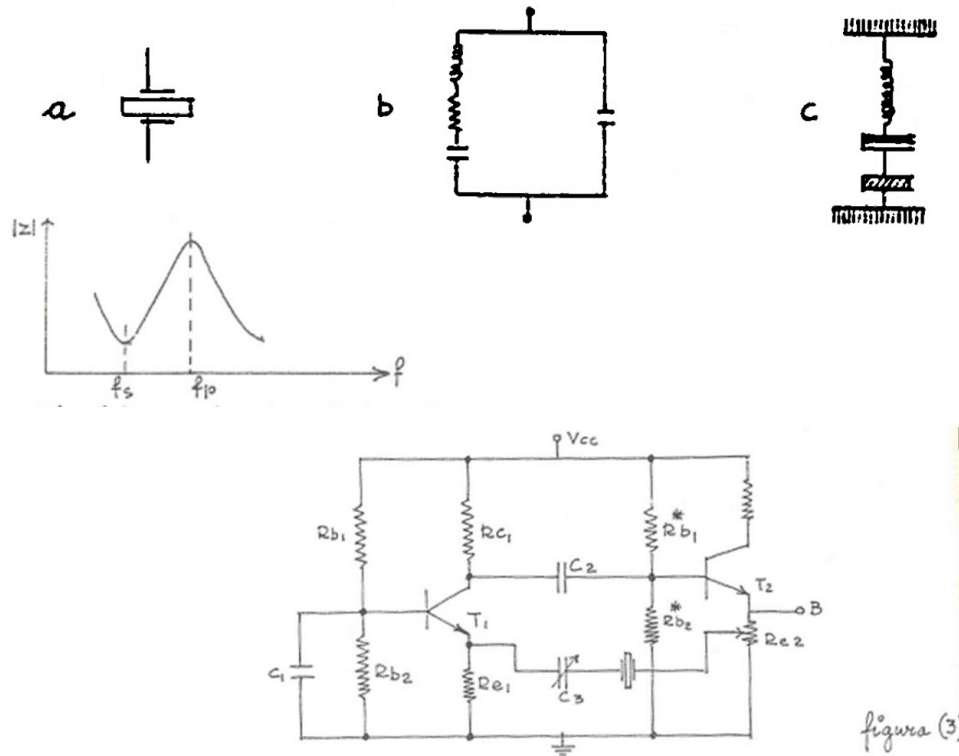 a
b
c
|z|
fs
fp
f
Vcc
Rb1
Rc1
*
Rb1
C2
T1
T2
B
*
Rb2
Re2
C1
Rb2
Re1
C3
figura (3)